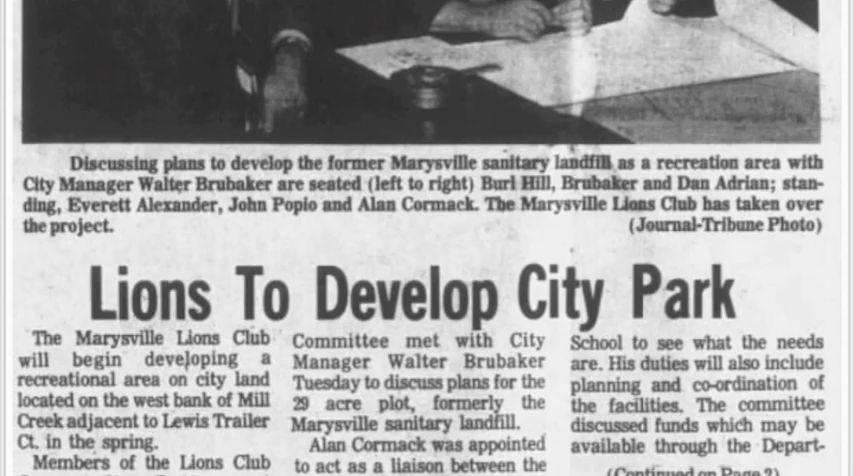 Discussing plans to develop the former Marysville sanitary landfill as a recreation area with
City Manager Walter Brubaker are seated (left to right) Burl Hill, Brubaker and Dan Adrian; stan-
ding, Everett Alexander, John Popio and Alan Cormack. The Marysville Lions Club has taken over
the project. (Journal-Tribune Photo)
Lions To Develop City Park
The Marysville Lions Club
will begin developing a
recreational area on city land
located on the west bank of Mill
Creek adjacent to Lewis Trailer
Ct. in the spring.
Members of the Lions Club
Committee met with City
Manager Walter Brubaker
Tuesday to discuss plans for the
29 acre plot, formerly the
Marysville sanitary landfill.
Alan Cormack was appointed
to act as a liaison between the
School to see what the needs
are. His duties will also include
planning and co-ordination of
the facilities. The committee
discussed funds which may be
available through the Depart-
(Continued on Page 2)